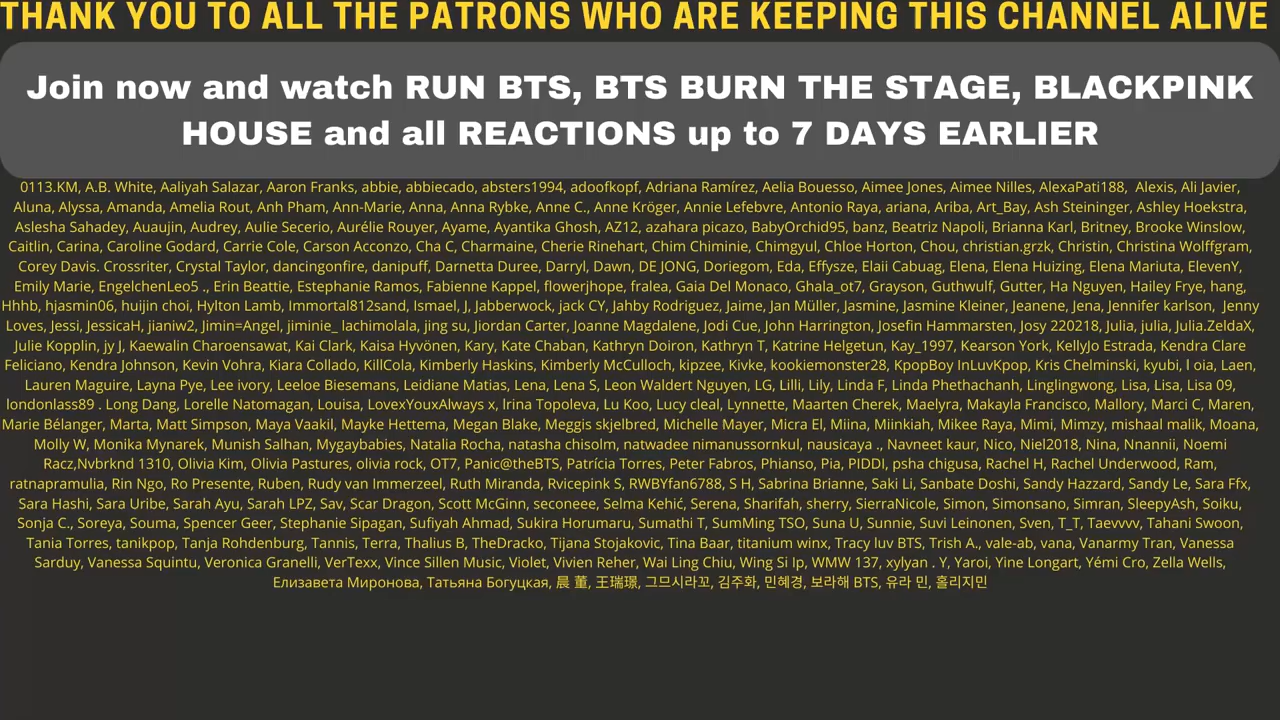 THANK YOU TO ALL THE PATRONS WHO ARE KEEPING THIS CHANNEL ALIVE
Join now and watch RUN BTS, BTS BURN THE STAGE, BLACKPINK
HOUSE and all REACTIONS up to 7 DAYS EARLIER
0113.KM, A.B. White, Aaliyah Salazar, Aaron Franks, abbie, abbiecado, absters1994, adoofkopf, Adriana Ramírez, Aelia Bouesso, Aimee Jones, Aimee Nilles, AlexaPati188,  Alexis, Ali Javier,
Aluna, Alyssa, Amanda, Amelia Rout, Anh Pham, Ann-Marie, Anna, Anna Rybke, Anne C., Anne Kröger, Annie Lefebvre, Antonio Raya, ariana, Ariba, Art_Bay, Ash Steininger, Ashley Hoekstra,
Aslesha Sahadey, Auaujin, Audrey, Aulie Secerio, Aurélie Rouyer, Ayame, Ayantika Ghosh, AZ12, azahara picazo, BabyOrchid95, banz, Beatriz Napoli, Brianna Karl, Britney, Brooke Winslow,
Caitlin, Carina, Caroline Godard, Carrie Cole, Carson Acconzo, Cha C, Charmaine, Cherie Rinehart, Chim Chiminie, Chimgyul, Chloe Horton, Chou, christian.grzk, Christin, Christina Wolffgram,
Corey Davis. Crossriter, Crystal Taylor, dancingonfire, danipuff, Darnetta Duree, Darryl, Dawn, DE JONG, Doriegom, Eda, Effysze, Elaii Cabuag, Elena, Elena Huizing, Elena Mariuta, ElevenY,
Emily Marie, EngelchenLeo5 ., Erin Beattie, Estephanie Ramos, Fabienne Kappel, flowerjhope, fralea, Gaia Del Monaco, Ghala_ot7, Grayson, Guthwulf, Gutter, Ha Nguyen, Hailey Frye, hang,
Hhhb, hjasmin06, huijin choi, Hylton Lamb, Immortal812sand, Ismael, J, Jabberwock, jack CY, Jahby Rodriguez, Jaime, Jan Müller, Jasmine, Jasmine Kleiner, Jeanene, Jena, Jennifer karlson,  Jenny
Loves, Jessi, JessicaH, jianiw2, Jimin=Angel, jiminie_ lachimolala, jing su, Jiordan Carter, Joanne Magdalene, Jodi Cue, John Harrington, Josefin Hammarsten, Josy 220218, Julia, julia, Julia.ZeldaX,
Julie Kopplin, jy J, Kaewalin Charoensawat, Kai Clark, Kaisa Hyvönen, Kary, Kate Chaban, Kathryn Doiron, Kathryn T, Katrine Helgetun, Kay_1997, Kearson York, KellyJo Estrada, Kendra Clare
Feliciano, Kendra Johnson, Kevin Vohra, Kiara Collado, KillCola, Kimberly Haskins, Kimberly McCulloch, kipzee, Kivke, kookiemonster28, KpopBoy InLuvKpop, Kris Chelminski, kyubi, l oia, Laen,
Lauren Maguire, Layna Pye, Lee ivory, Leeloe Biesemans, Leidiane Matias, Lena, Lena S, Leon Waldert Nguyen, LG, Lilli, Lily, Linda F, Linda Phethachanh, Linglingwong, Lisa, Lisa, Lisa 09,
londonlass89 . Long Dang, Lorelle Natomagan, Louisa, LovexYouxAlways x, lrina Topoleva, Lu Koo, Lucy cleal, Lynnette, Maarten Cherek, Maelyra, Makayla Francisco, Mallory, Marci C, Maren,
Marie Bélanger, Marta, Matt Simpson, Maya Vaakil, Mayke Hettema, Megan Blake, Meggis skjelbred, Michelle Mayer, Micra El, Miina, Miinkiah, Mikee Raya, Mimi, Mimzy, mishaal malik, Moana,
Molly W, Monika Mynarek, Munish Salhan, Mygaybabies, Natalia Rocha, natasha chisolm, natwadee nimanussornkul, nausicaya ., Navneet kaur, Nico, Niel2018, Nina, Nnannii, Noemi
Racz,Nvbrknd 1310, Olivia Kim, Olivia Pastures, olivia rock, OT7, Panic@theBTS, Patrícia Torres, Peter Fabros, Phianso, Pia, PIDDI, psha chigusa, Rachel H, Rachel Underwood, Ram,
ratnapramulia, Rin Ngo, Ro Presente, Ruben, Rudy van Immerzeel, Ruth Miranda, Rvicepink S, RWBYfan6788, S H, Sabrina Brianne, Saki Li, Sanbate Doshi, Sandy Hazzard, Sandy Le, Sara Ffx,
Sara Hashi, Sara Uribe, Sarah Ayu, Sarah LPZ, Sav, Scar Dragon, Scott McGinn, seconeee, Selma Kehić, Serena, Sharifah, sherry, SierraNicole, Simon, Simonsano, Simran, SleepyAsh, Soiku,
Sonja C., Soreya, Souma, Spencer Geer, Stephanie Sipagan, Sufiyah Ahmad, Sukira Horumaru, Sumathi T, SumMing TSO, Suna U, Sunnie, Suvi Leinonen, Sven, T_T, Taevvvv, Tahani Swoon,
Tania Torres, tanikpop, Tanja Rohdenburg, Tannis, Terra, Thalius B, TheDracko, Tijana Stojakovic, Tina Baar, titanium winx, Tracy luv BTS, Trish A., vale-ab, vana, Vanarmy Tran, Vanessa
Sarduy, Vanessa Squintu, Veronica Granelli, VerTexx, Vince Sillen Music, Violet, Vivien Reher, Wai Ling Chiu, Wing Si Ip, WMW 137, xylyan . Y, Yaroi, Yine Longart, Yémi Cro, Zella Wells,
Елизавета Миронова, Татьяна Богуцкая, 晨 董, 王瑞璟, 그므시라꼬, 김주화, 민혜경, 보라해 BTS, 유라 민, 홀리지민